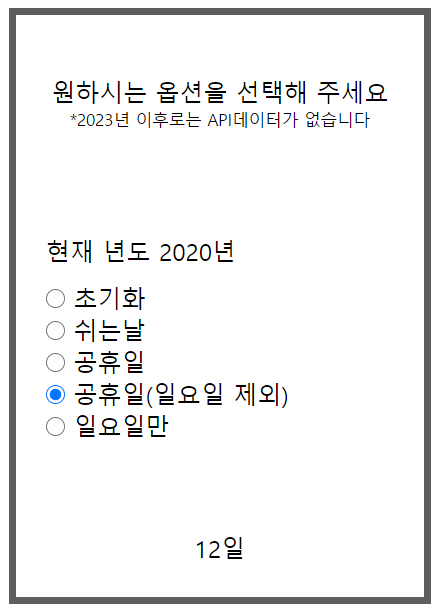 원하시는 옵션을 선택해 주세요
*2023년 이후로는 API데이터가 없습니다
현재 년도 2020년
초기화
쉬는날
공휴일
공휴일(일요일 제외)
일요일만
12일